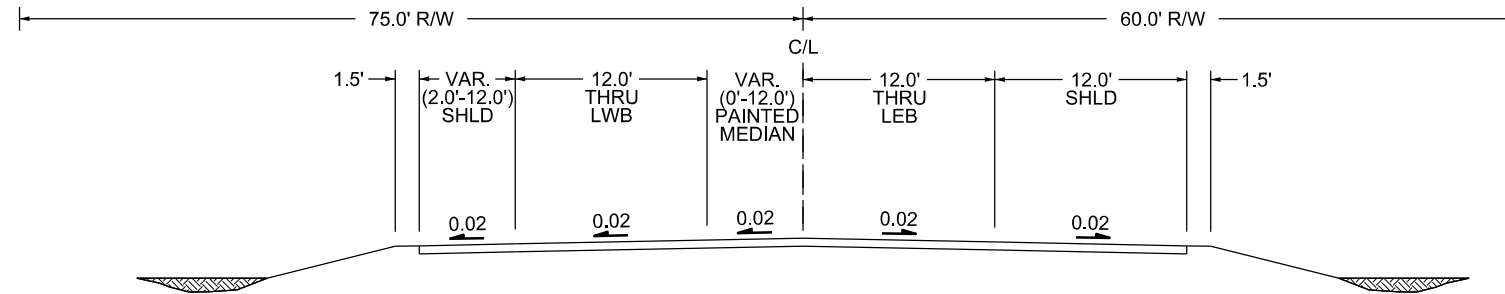 75.0' R/W
60.0' R/W
C/L
1.5'
VAR.
(2.0'-12.0')
SHLD
12.0'
THRU
LWB
VAR.
(0'-12.0')
PAINTED
MEDIAN
12.0'
THRU
LEB
12.0'
SHLD
1.5'
0.02
0.02
0.02
0.02
0.02